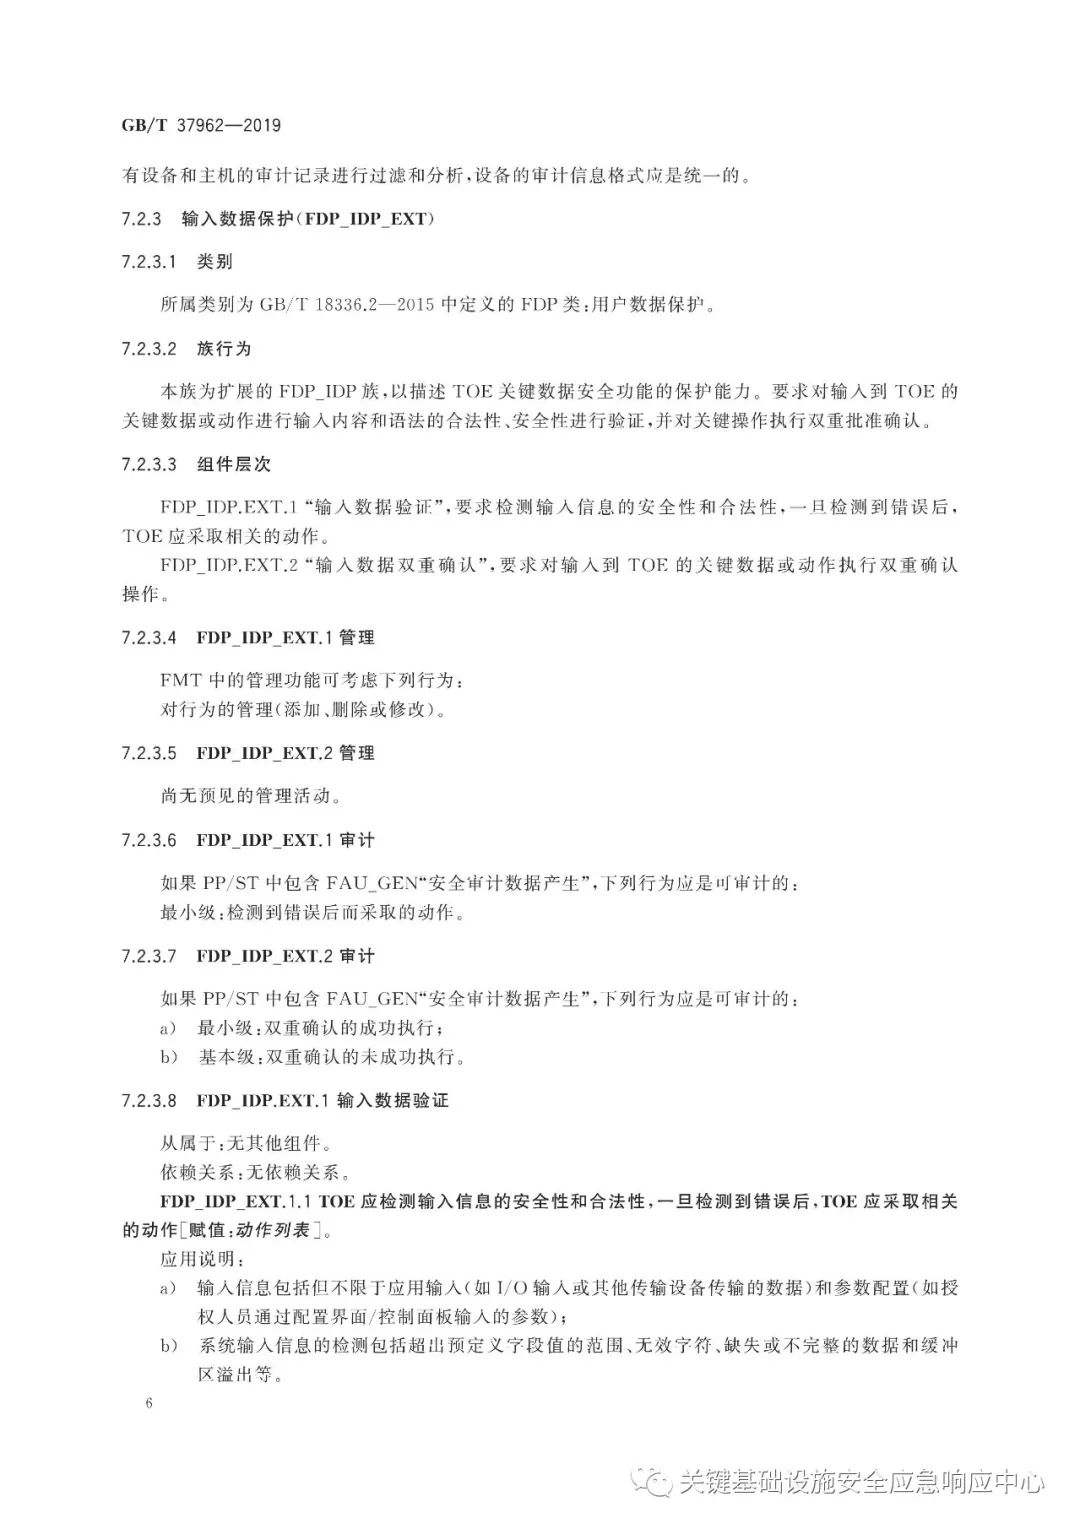 GB/T 37962—2019
有设备和主机的审计记录进行过滤和分析,设备的审计信息格式应是统一的。
7.2.3 输入数据保护(FDP_IDP_EXT)
7.2.3.1 类别
所属类别为 GB/T 18336.2—2015 中定义的 FDP 类:用户数据保护。
7.2.3.2 族行为
本族为扩展的 FDP_IDP 族,以描述 TOE 关键数据安全功能的保护能力。要求对输入到 TOE 的
关键数据或动作进行输入内容和语法的合法性、安全性进行验证,并对关键操作执行双重批准确认。
7.2.3.3 组件层次
FDP_IDP.EXT.1 “输入数据验证”,要求检测输入信息的安全性和合法性,一旦检测到错误后,
TOE 应采取相关的动作。
FDP_IDP.EXT.2 “输入数据双重确认”,要求对输入到 TOE 的关键数据或动作执行双重确认
操作。
7.2.3.4 FDP_IDP_EXT.1 管理
FMT 中的管理功能可考虑下列行为:
对行为的管理(添加、删除或修改)。
7.2.3.5 FDP_IDP_EXT.2 管理
尚无预见的管理活动。
7.2.3.6 FDP_IDP_EXT.1 审计
如果 PP/ST 中包含 FAU_GEN“安全审计数据产生”,下列行为应是可审计的:
最小级:检测到错误后而采取的动作。
7.2.3.7 FDP_IDP_EXT.2 审计
如果 PP/ST 中包含 FAU_GEN“安全审计数据产生”,下列行为应是可审计的:
a) 最小级:双重确认的成功执行;
b) 基本级:双重确认的未成功执行。
7.2.3.8 FDP_IDP.EXT.1 输入数据验证
从属于:无其他组件。
依赖关系:无依赖关系。
FDP_IDP_EXT.1.1 TOE 应检测输入信息的安全性和合法性,一旦检测到错误后,TOE 应采取相关
的动作[赋值:动作列表]。
应用说明:
a) 输入信息包括但不限于应用输入(如 I/O 输入或其他传输设备传输的数据)和参数配置(如授
权人员通过配置界面/控制面板输入的参数);
b) 系统输入信息的检测包括超出预定义字段值的范围、无效字符、缺失或不完整的数据和缓冲
区溢出等。
6
关键基础设施安全应急响应中心